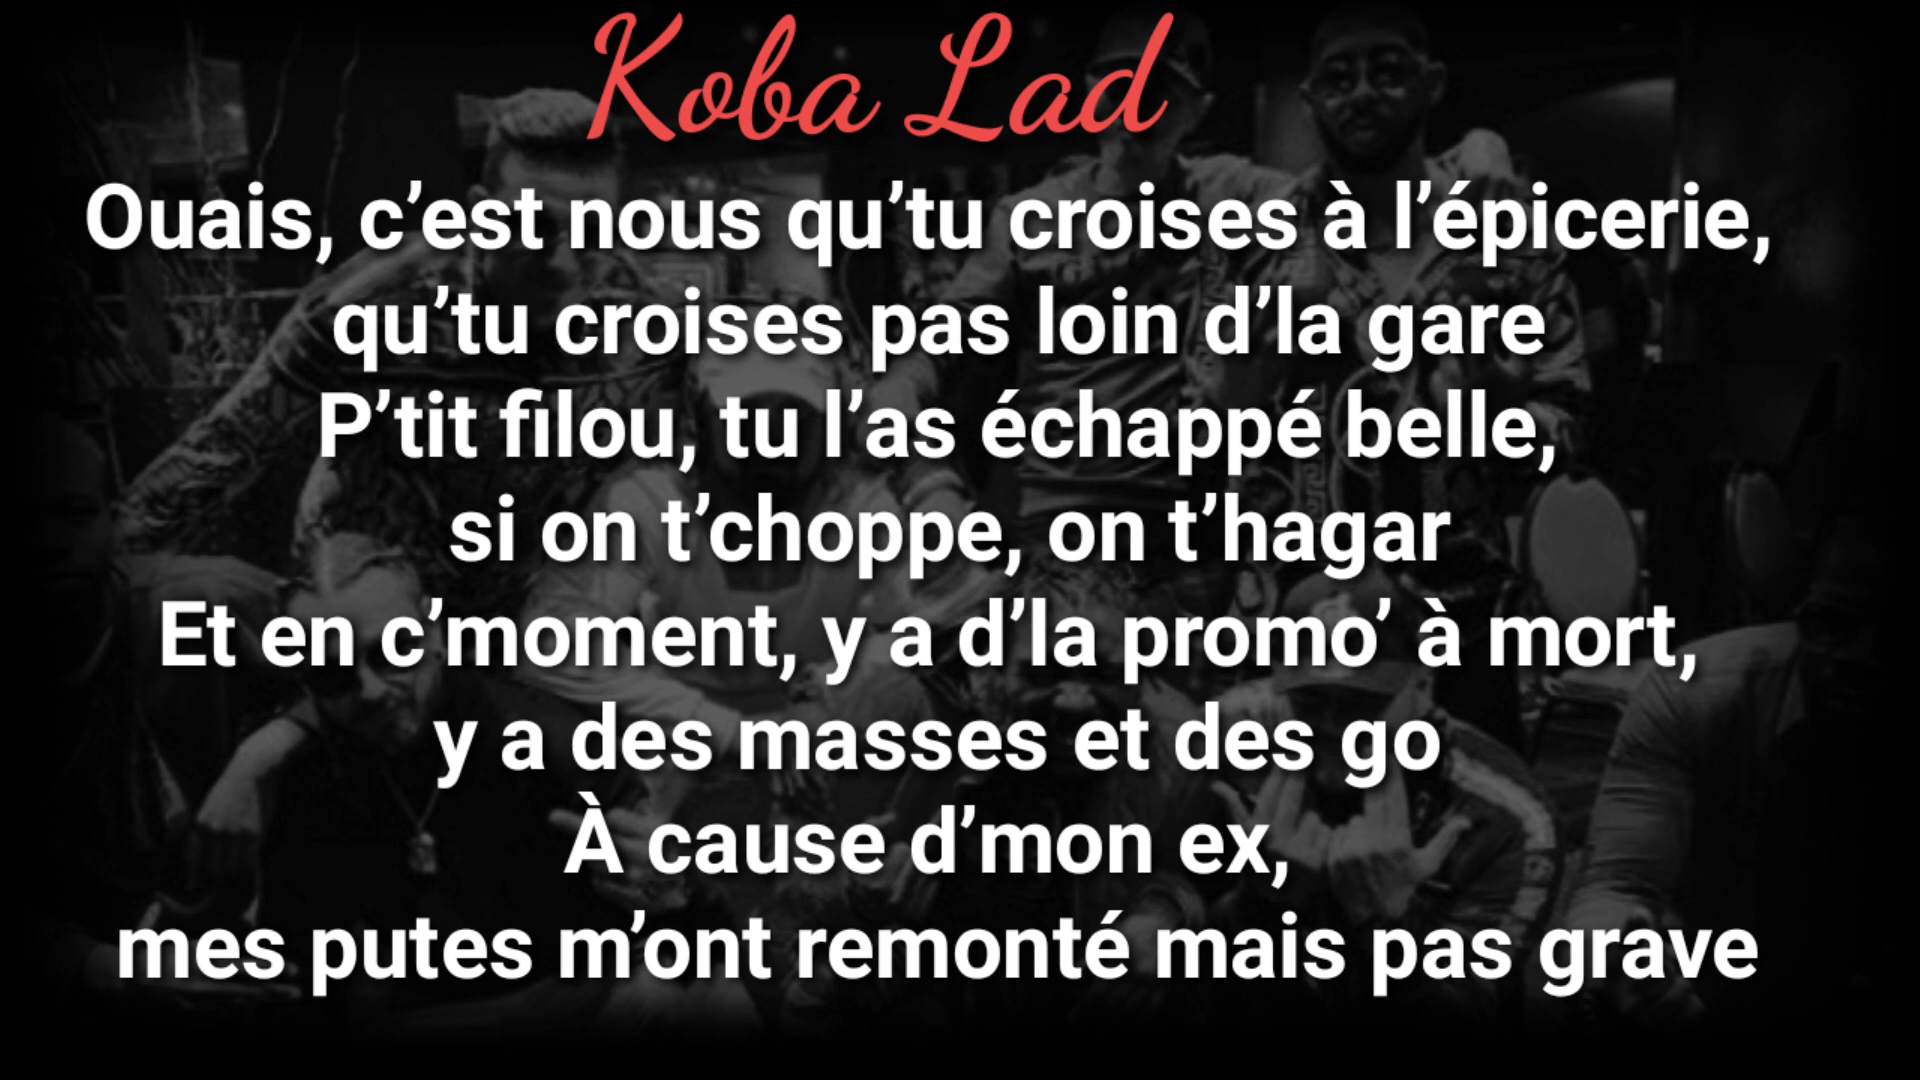 Koba Lad
Ouais, c’est nous qu’tu croises à l’épicerie,
qu’tu croises pas loin d’la gare
P’tit filou, tu l’as échappé belle,
si on t’choppe, on t’hagar
Et en c’moment, y a d’la promo’ à mort,
y a des masses et des go
À cause d’mon ex,
mes putes m’ont remonté mais pas grave